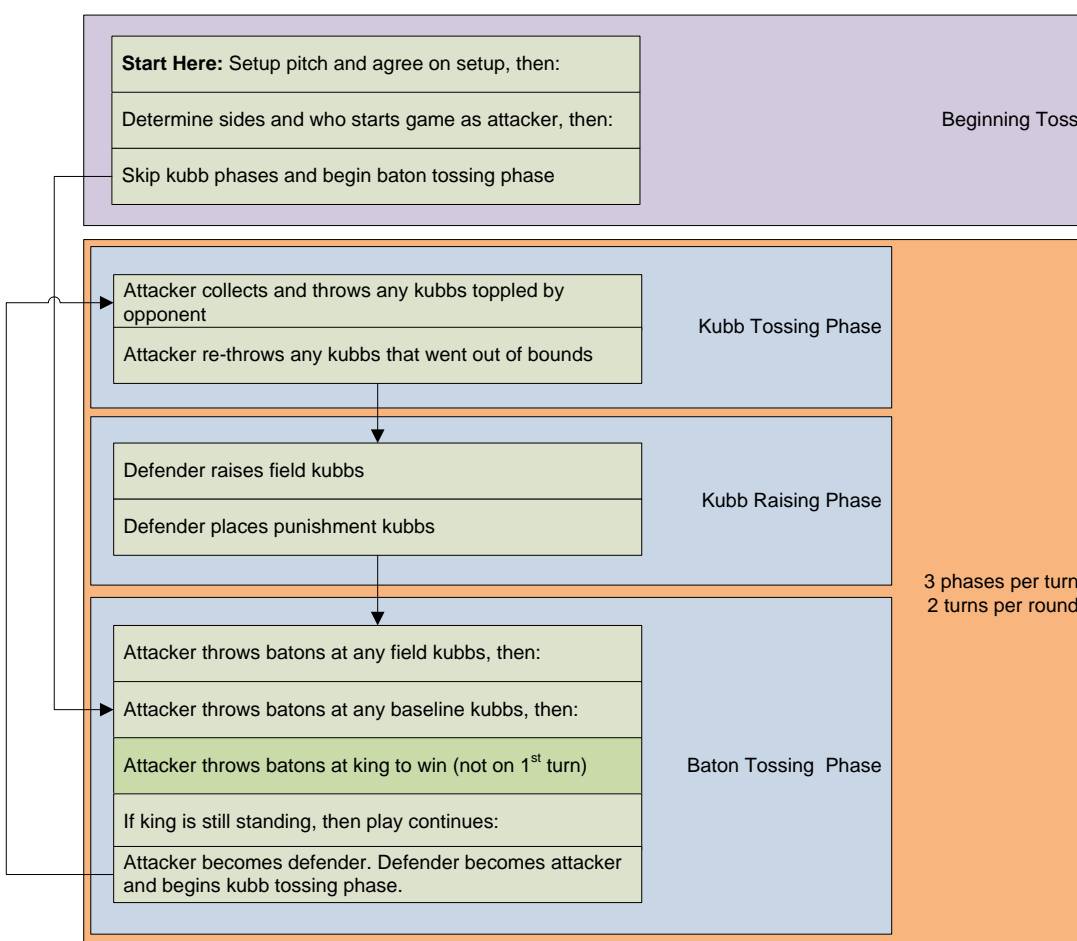 Start Here: Setup pitch and agree on setup, then:
Determine sides and who starts game as attacker, then:
Beginning Toss
Skip kubb phases and begin baton tossing phase
Attacker collects and throws any kubbs toppled by
opponent
Kubb Tossing Phase
Attacker re-throws any kubbs that went out of bounds
Defender raises field kubbs
Kubb Raising Phase
Defender places punishment kubbs
3 phases per turn
2 turns per round
Attacker throws batons at any field kubbs, then:
Attacker throws batons at any baseline kubbs, then:
Attacker throws batons at king to win (not on 1st turn)
Baton Tossing Phase
If king is still standing, then play continues:
Attacker becomes defender. Defender becomes attacker
and begins kubb tossing phase.